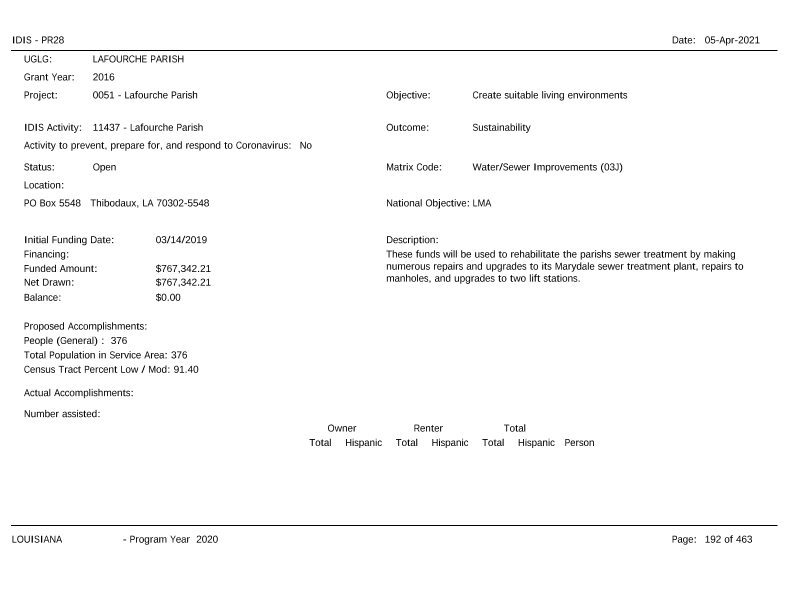 IDIS - PR28 Date: 05-Apr-2021
UGLG: LAFOURCHE PARISH
Grant Year: 2016
Project: 0051 - Lafourche Parish Objective: Create suitable living environments
IDIS Activity: 11437 - Lafourche Parish Outcome: Sustainability
Activity to prevent, prepare for, and respond to Coronavirus: No
Status: Open Matrix Code: Water/Sewer Improvements (03J)
Location:
PO Box 5548 Thibodaux, LA 70302-5548 National Objective: LMA
Initial Funding Date: 03/14/2019 Description:
Financing: These funds will be used to rehabilitate the parishs sewer treatment by making
Funded Amount: $767,342.21 numerous repairs and upgrades to its Marydale sewer treatment plant, repairs to
Net Drawn: $767,342.21 manholes, and upgrades to two lift stations.
Balance: $0.00
Proposed Accomplishments:
People (General) : 376
Total Population in Service Area: 376
Census Tract Percent Low / Mod: 91.40
Actual Accomplishments:
Number assisted:
Owner Renter Total
Total Hispanic Total Hispanic Total Hispanic Person
LOUISIANA - Program Year 2020 Page: 192 of 463